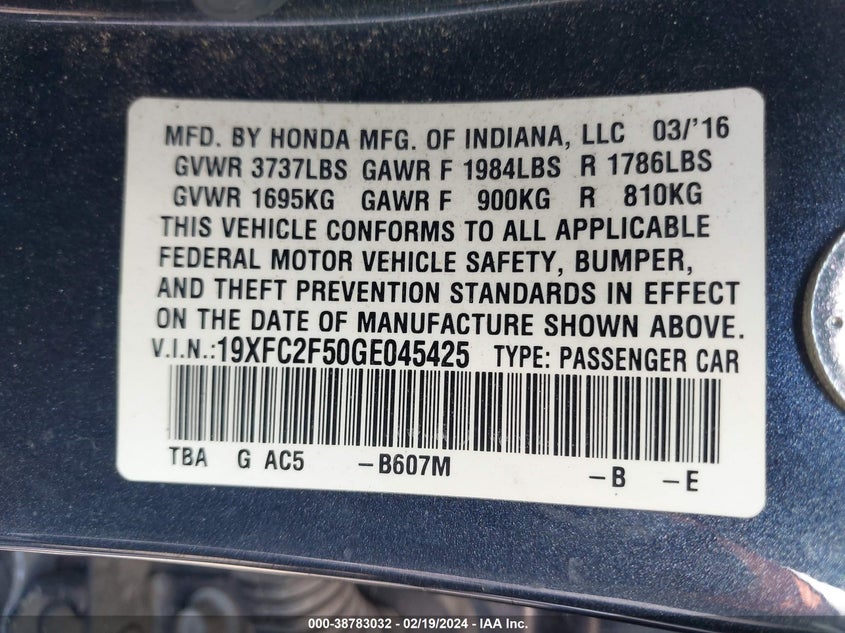 MFD. BY HONDA MFG. OF INDIANA, LLC 03/'16
GVWR 3737LBS GAWR F 1984LBS R 1786LBS
GVWR 1695KG GAWR F 900KG R 810KG
THIS VEHICLE CONFORMS TO ALL APPLICABLE
FEDERAL MOTOR VEHICLE SAFETY, BUMPER,
AND THEFT PREVENTION STANDARDS IN EFFECT
ON THE DATE OF MANUFACTURE SHOWN ABOVE.
V.I.N.:19XFC2F50GE045425 TYPE: PASSENGER CAR
TBA G AC5 -B607M -B -E
000-38783032 - 02/19/2024 - IAA Inc.